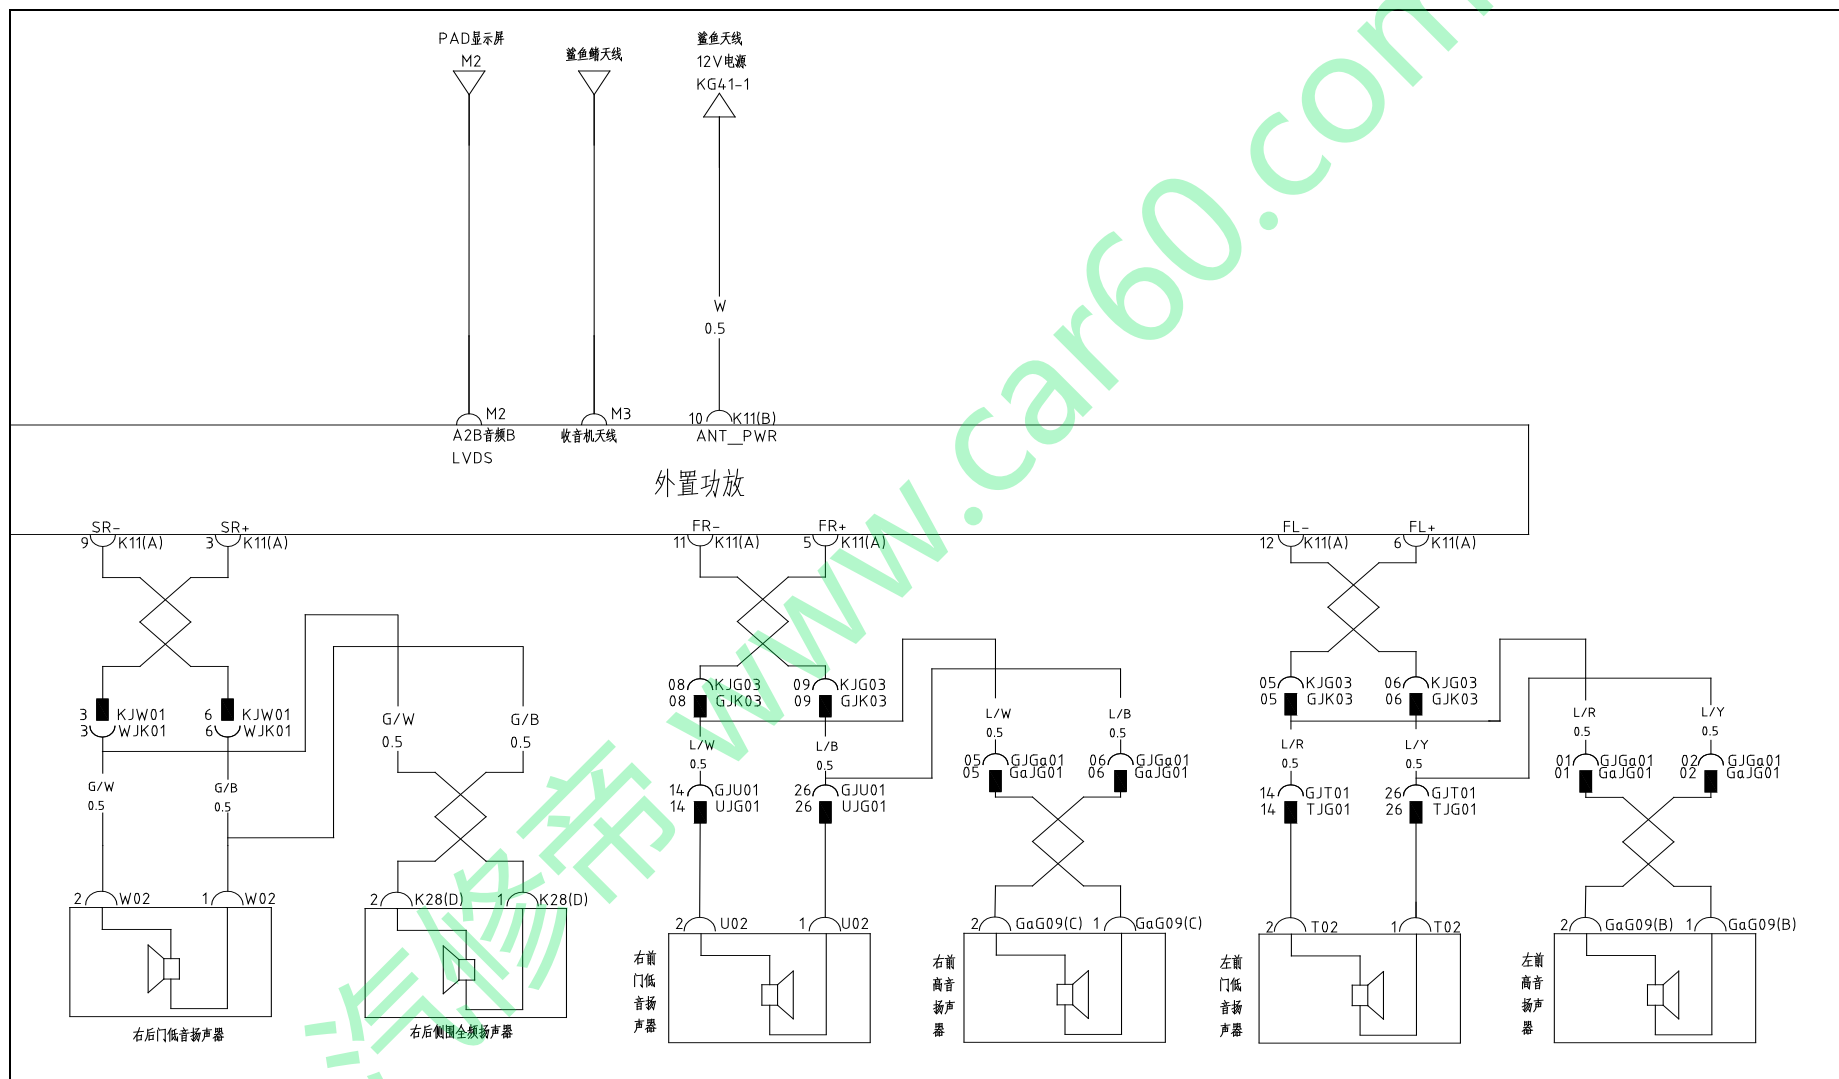 PAD显示屏
M2
鲨鱼鳍天线
鲨鱼天线
12V电源
KG41-1
W
0.5
M2
M3
10 K11(B)
A2B音频B
LVDS
收音机天线
ANT__PWR
外置功放
SR- SR+ FR- FR+ FL- FL+
9 K11(A) 3 K11(A) 11 K11(A) 5 K11(A) 12 K11(A) 6 K11(A)
3 KJW01
3 WJK01
6 KJW01
6 WJK01
G/W
0.5
G/B
0.5
G/W
0.5
G/B
0.5
2 W02 1 W02
右后门低音扬声器
2 K28(D) 1 K28(D)
右后侧围全频扬声器
08 KJG03
08 GJK03
09 KJG03
09 GJK03
L/W
0.5
L/B
0.5
14 GJU01
14 UJG01
26 GJU01
26 UJG01
2 U02 1 U02
右前
门低
音扬
声器
L/W
0.5
L/B
0.5
05 GJGa01
05 GaJG01
06 GJGa01
06 GaJG01
2 GaG09(C) 1 GaG09(C)
右前
高音
扬声
器
05 KJG03
05 GJK03
06 KJG03
06 GJK03
L/R
0.5
L/Y
0.5
14 GJT01
14 TJG01
26 GJT01
26 TJG01
2 T02 1 T02
左前
门低
音扬
声器
L/R
0.5
L/Y
0.5
01 GJGa01
01 GaJG01
02 GJGa01
02 GaJG01
2 GaG09(B) 1 GaG09(B)
左前
高音
扬声
器
汽修帝 www.car60.com